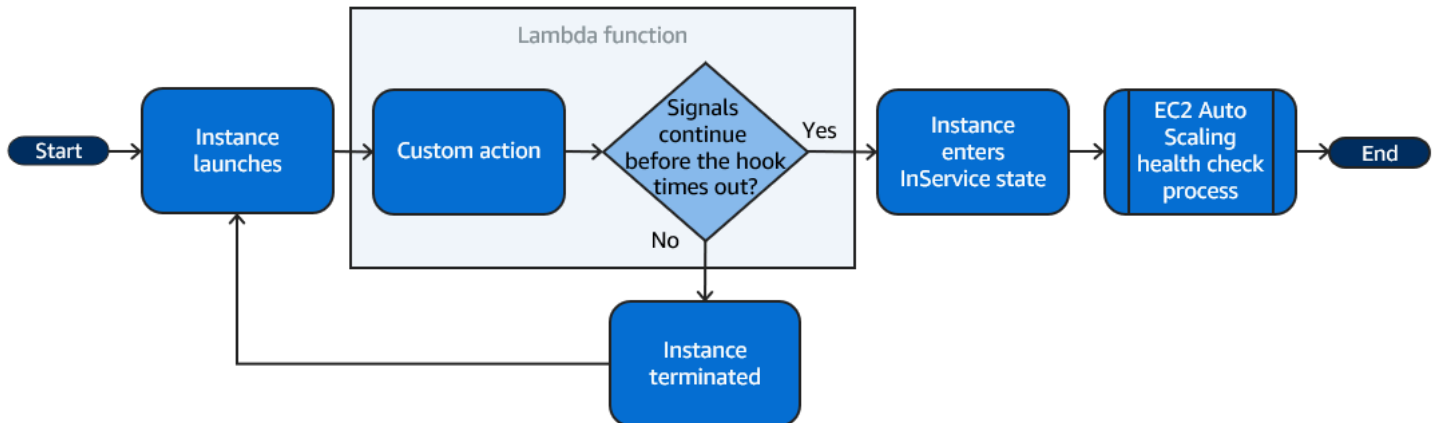 Lambda function
Start
Instance
launches
Custom action
Signals
continue
before the hook
times out?
Yes
No
Instance
enters
InService state
EC2 Auto
Scaling
health check
process
End
Instance
terminated